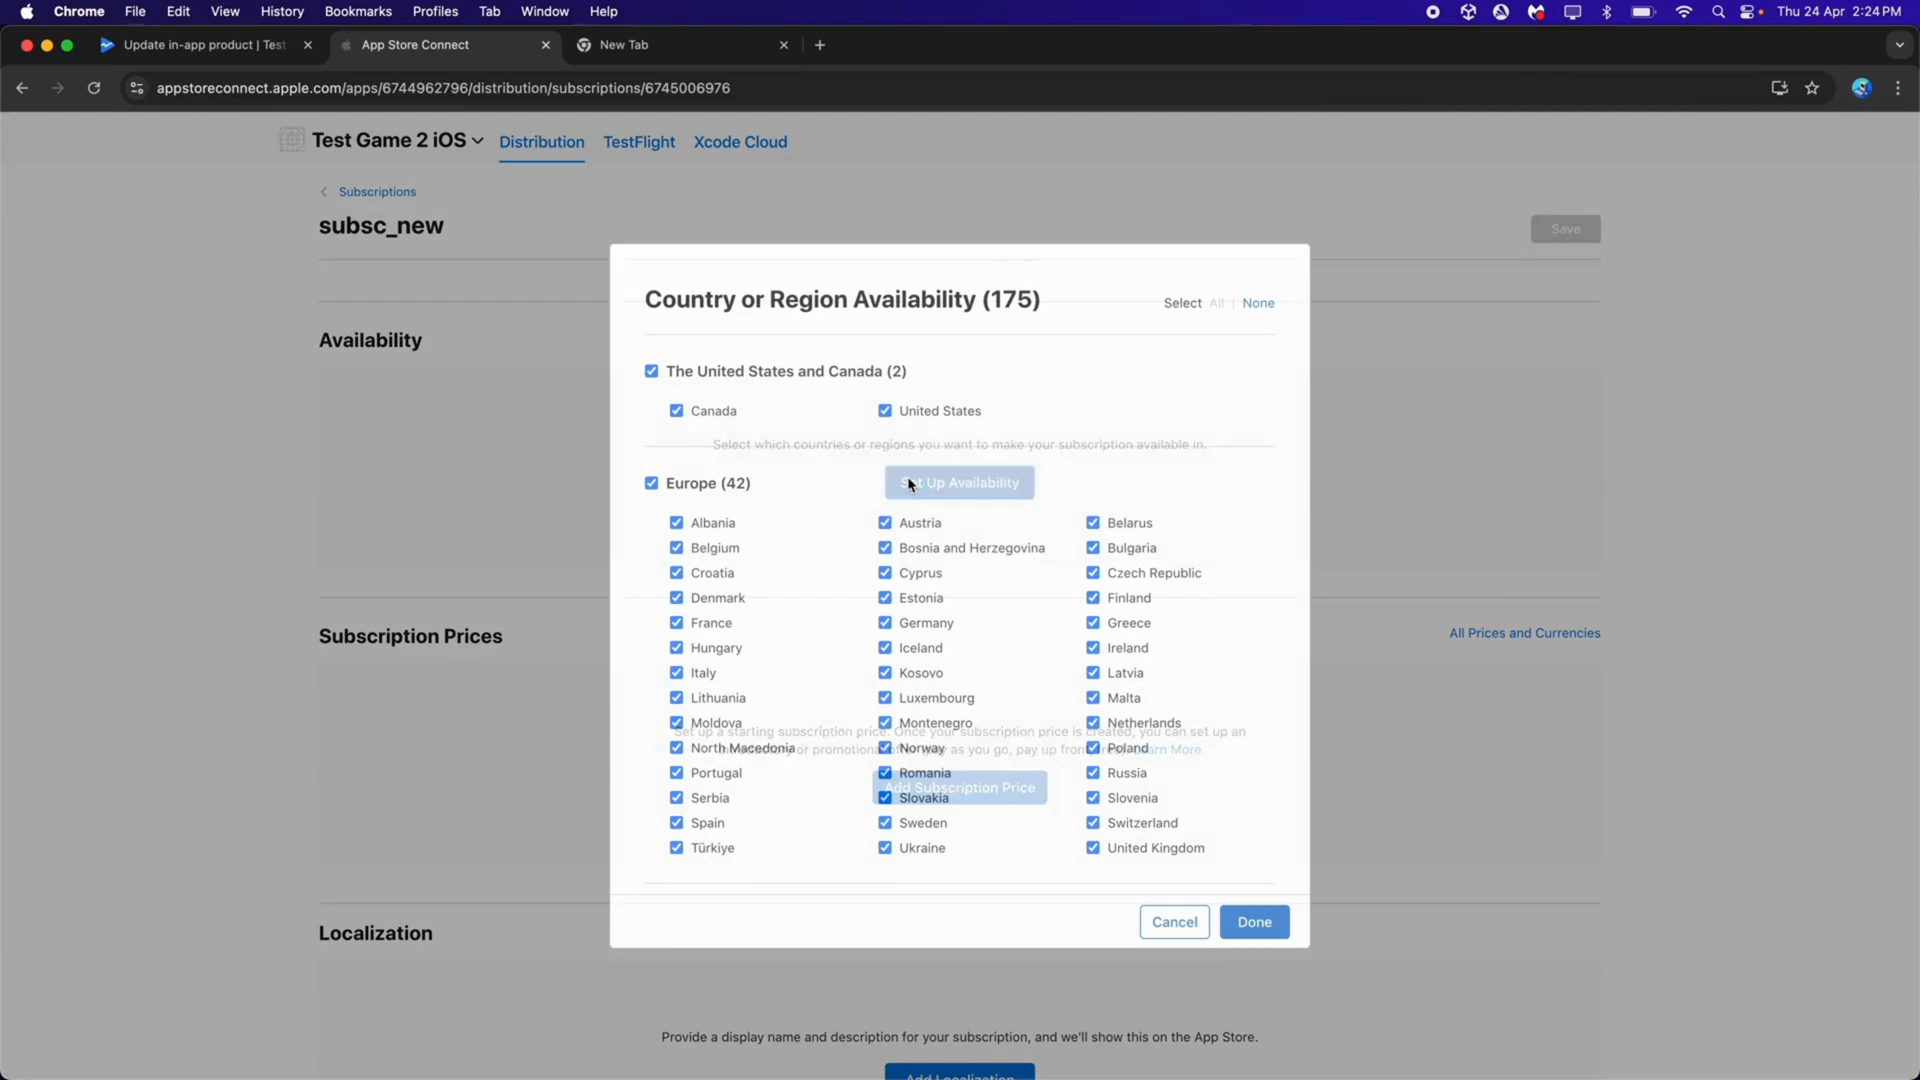 Chrome File Edit View History Bookmarks Profiles Tab Window Help Thu 24 Apr 2:24 PM
Update in-app product | Test App Store Connect New Tab
appstoreconnect.apple.com/apps/6744962796/distribution/subscriptions/6745006976
Test Game 2 iOS Distribution TestFlight Xcode Cloud
Subscriptions
subsc_new
Save
Country or Region Availability (175) Select All | None
Availability
The United States and Canada (2)
Canada United States
Select which countries or regions you want to make your subscription available in.
Europe (42)
Set Up Availability
Albania Austria Belarus
Belgium Bosnia and Herzegovina Bulgaria
Croatia Cyprus Czech Republic
Denmark Estonia Finland
France Germany Greece
Subscription Prices All Prices and Currencies
Hungary Iceland Ireland
Italy Kosovo Latvia
Lithuania Luxembourg Malta
Moldova Montenegro Netherlands
Set up a starting subscription price. Once your subscription price is created, you can set up an
North Macedonia Norway Poland
or promotional as you go, pay up Learn More
Portugal Romania Russia
Add Subscription Price
Serbia Slovakia Slovenia
Spain Sweden Switzerland
Türkiye Ukraine United Kingdom
Cancel Done
Localization
Provide a display name and description for your subscription, and we'll show this on the App Store.
Add Localization